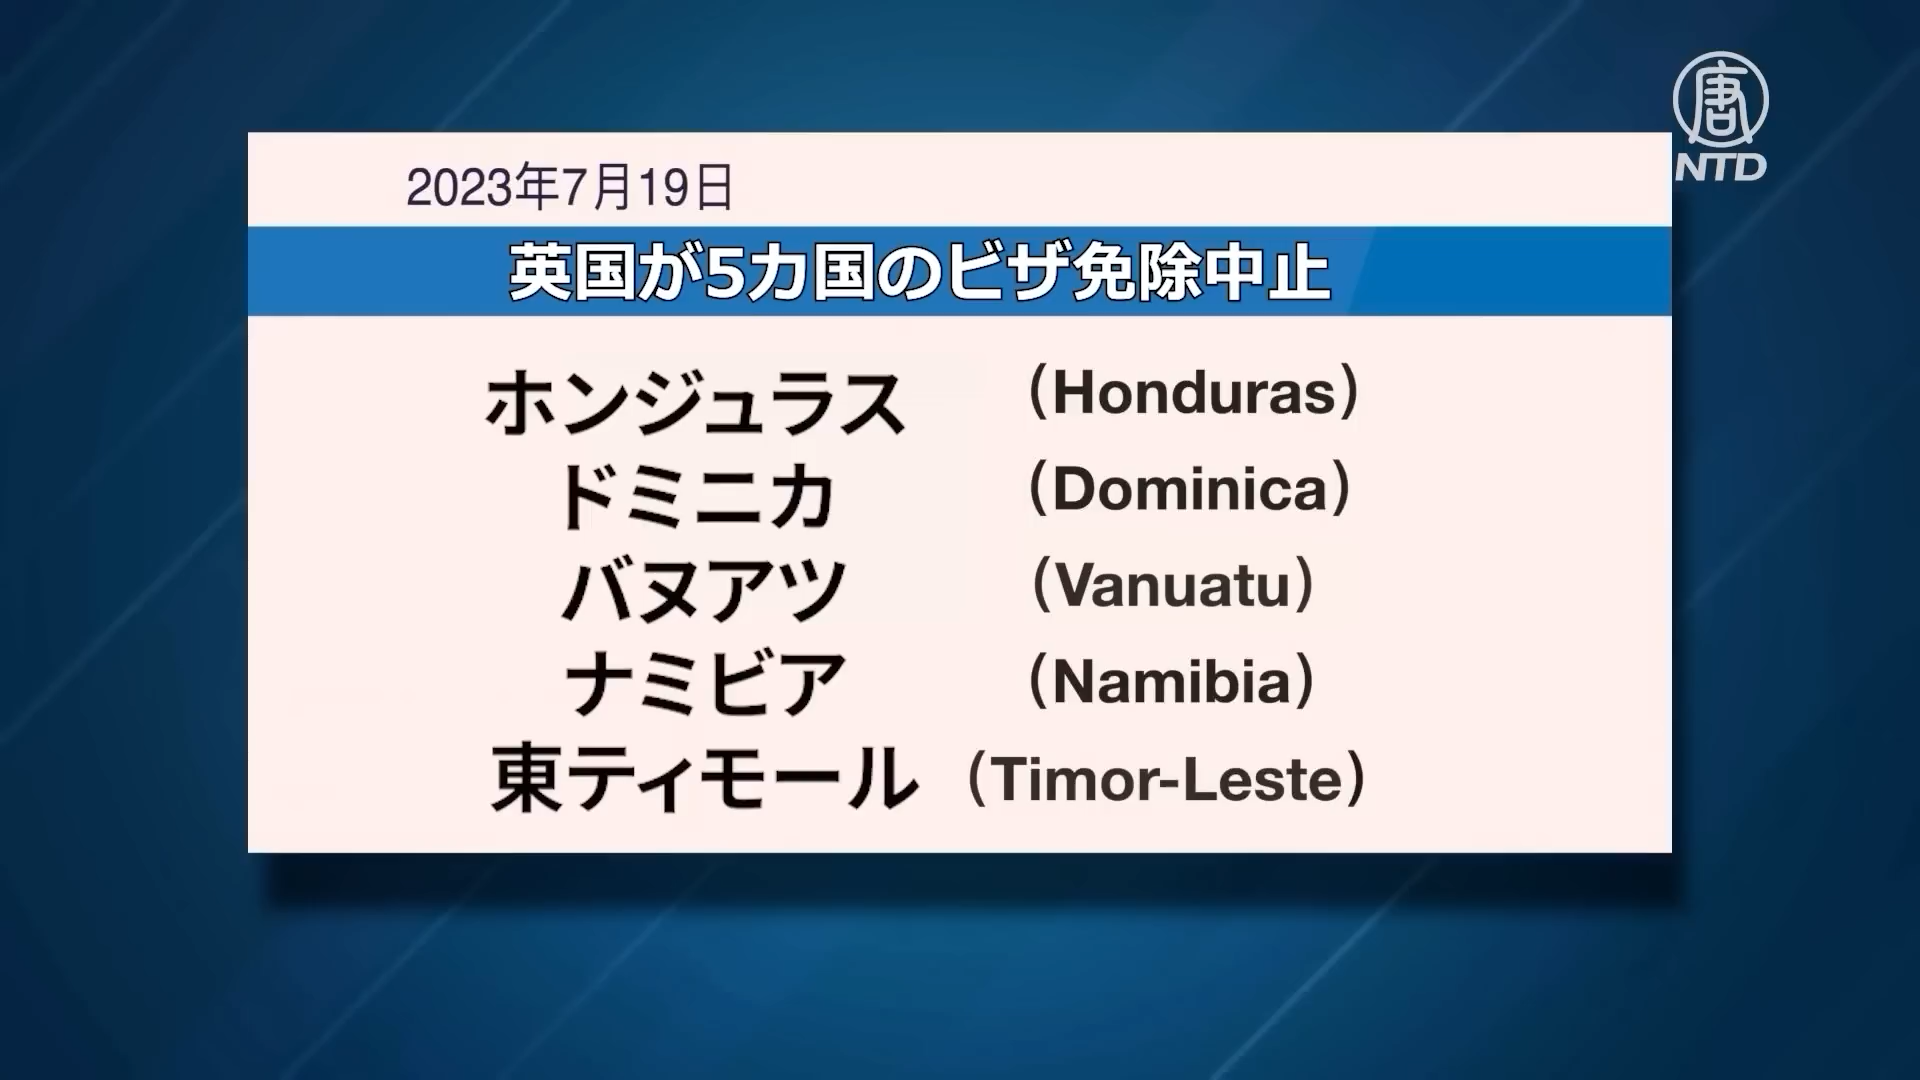 唐
NTD
2023年7月19日
英国が5カ国のビザ免除中止
ホンジュラス (Honduras)
ドミニカ (Dominica)
バヌアツ (Vanuatu)
ナミビア (Namibia)
東ティモール (Timor-Leste)